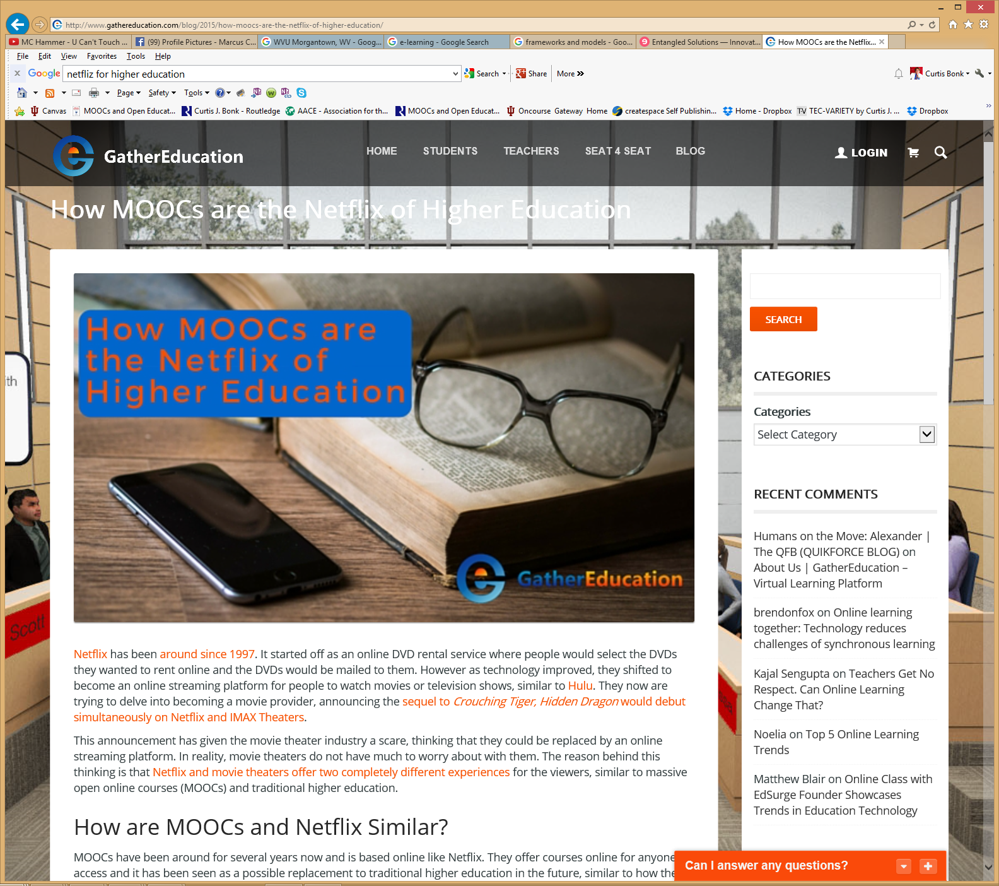 http://www.gathereducation.com/blog/2015/how-moocs-are-the-netflix-of-higher-education/
MC Hammer - U Can't Touch ...
(99) Profile Pictures - Marcus C...
WVU Morgantown, WV - Goog...
e-learning - Google Search
frameworks and models - Goo...
Entangled Solutions — Innovat...
How MOOCs are the Netflix...
File Edit View Favorites Tools Help
x Google netfliz for higher education Search Share More » Curtis Bonk
Page Safety Tools
Canvas MOOCs and Open Educat... Curtis J. Bonk - Routledge AACE - Association for th... MOOCs and Open Educat... Oncourse Gateway Home createspace Self Publishin... Home - Dropbox TV TEC-VARIETY by Curtis J. ... Dropbox
GatherEducation
HOME STUDENTS TEACHERS SEAT 4 SEAT BLOG
LOGIN
How MOOCs are the Netflix of Higher Education
How MOOCs are
the Netflix of
Higher Education
GatherEducation
Netflix has been around since 1997. It started off as an online DVD rental service where people would select the DVDs
they wanted to rent online and the DVDs would be mailed to them. However as technology improved, they shifted to
become an online streaming platform for people to watch movies or television shows, similar to Hulu. They now are
trying to delve into becoming a movie provider, announcing the sequel to Crouching Tiger, Hidden Dragon would debut
simultaneously on Netflix and IMAX Theaters.
This announcement has given the movie theater industry a scare, thinking that they could be replaced by an online
streaming platform. In reality, movie theaters do not have much to worry about with them. The reason behind this
thinking is that Netflix and movie theaters offer two completely different experiences for the viewers, similar to massive
open online courses (MOOCs) and traditional higher education.
How are MOOCs and Netflix Similar?
MOOCs have been around for several years now and is based online like Netflix. They offer courses online for anyone
access and it has been seen as a possible replacement to traditional higher education in the future, similar to how the
SEARCH
CATEGORIES
Categories
Select Category
RECENT COMMENTS
Humans on the Move: Alexander |
The QFB (QUIKFORCE BLOG) on
About Us | GatherEducation –
Virtual Learning Platform
brendonfox on Online learning
together: Technology reduces
challenges of synchronous learning
Kajal Sengupta on Teachers Get No
Respect. Can Online Learning
Change That?
Noelia on Top 5 Online Learning
Trends
Matthew Blair on Online Class with
EdSurge Founder Showcases
Trends in Education Technology
Can I answer any questions?
ith
Scott